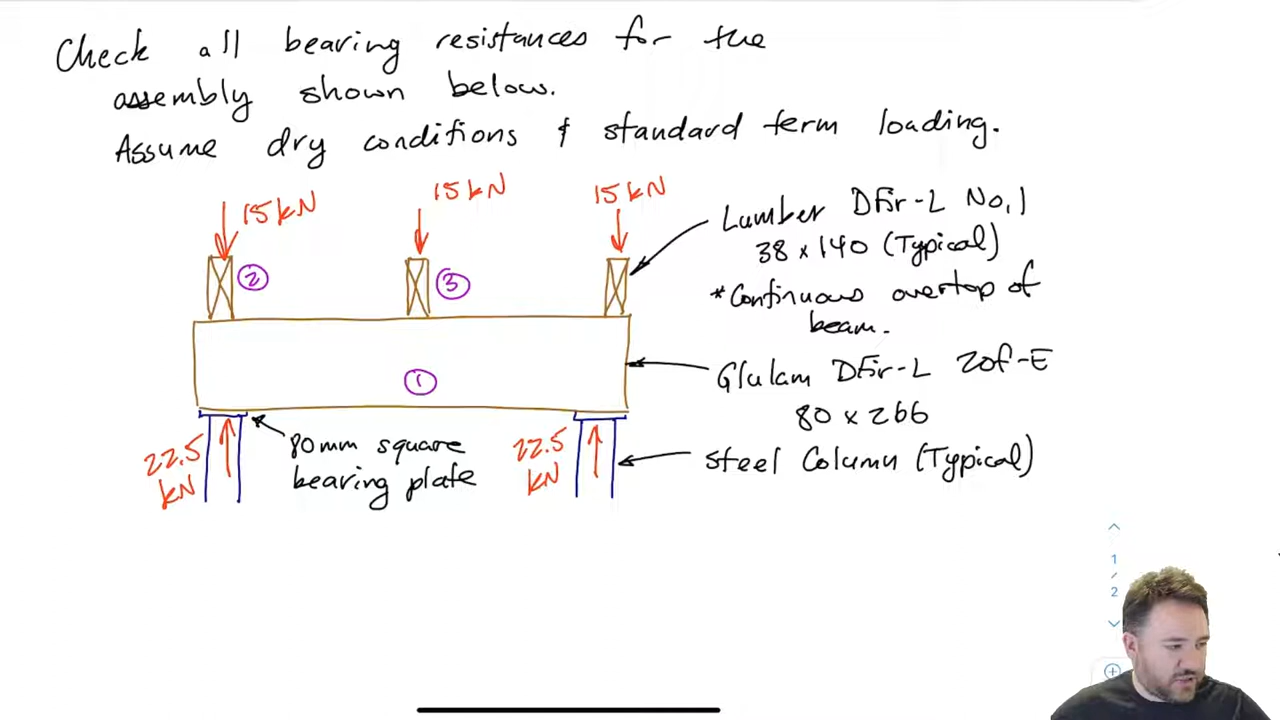 Check all bearing resistances for the
assembly shown below.
Assume dry conditions & standard term loading.
15 kN
15 kN
15 kN
Lumber DFir-L No.1
38 x 140 (Typical)
*Continuous overtop of
beam.
②
③
①
Glulam DFir-L 20f-E
80 x 266
Steel Column (Typical)
22.5
kN
80mm square
bearing plate
22.5
kN
1
/
2